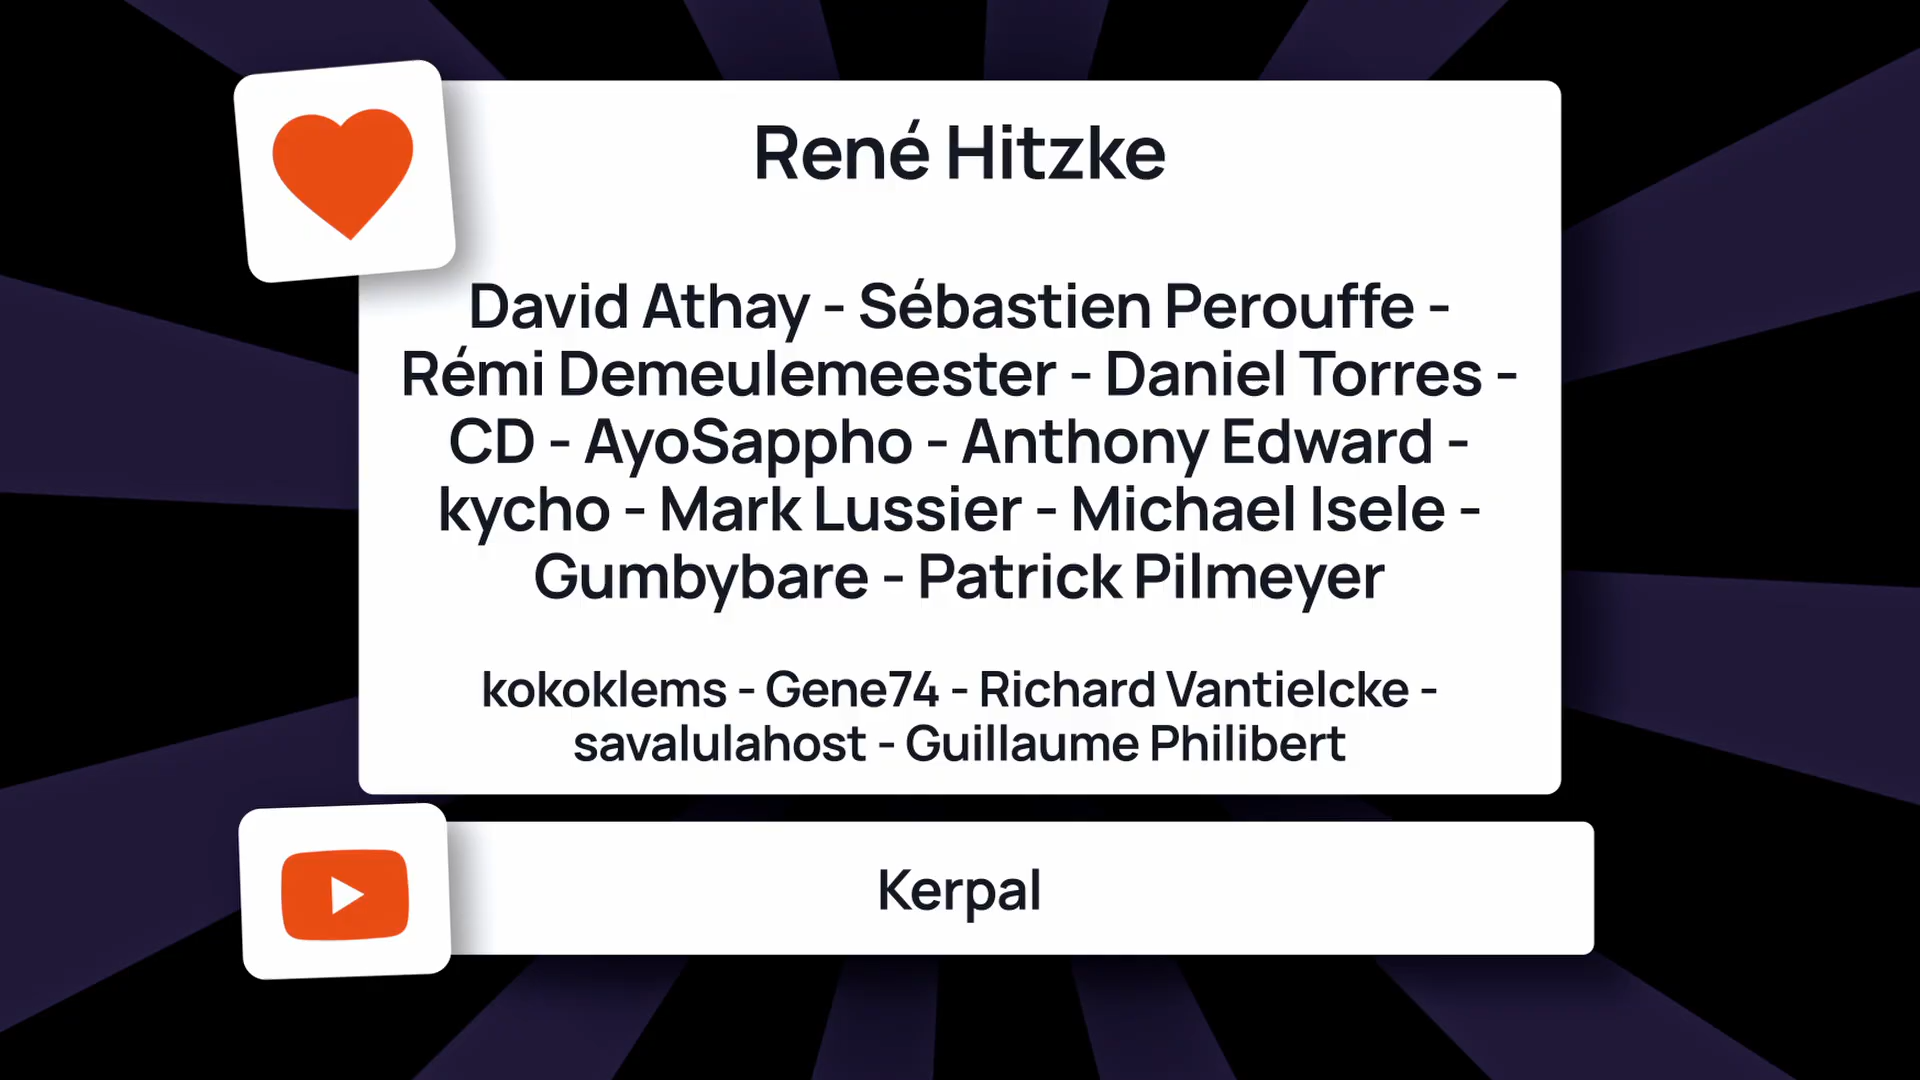 René Hitzke
David Athay - Sébastien Perouffe -
Rémi Demeulemeester - Daniel Torres -
CD - AyoSappho - Anthony Edward -
kycho - Mark Lussier - Michael Isele -
Gumbybare - Patrick Pilmeyer
kokoklems - Gene74 - Richard Vantielcke -
savalulahost - Guillaume Philibert
Kerpal